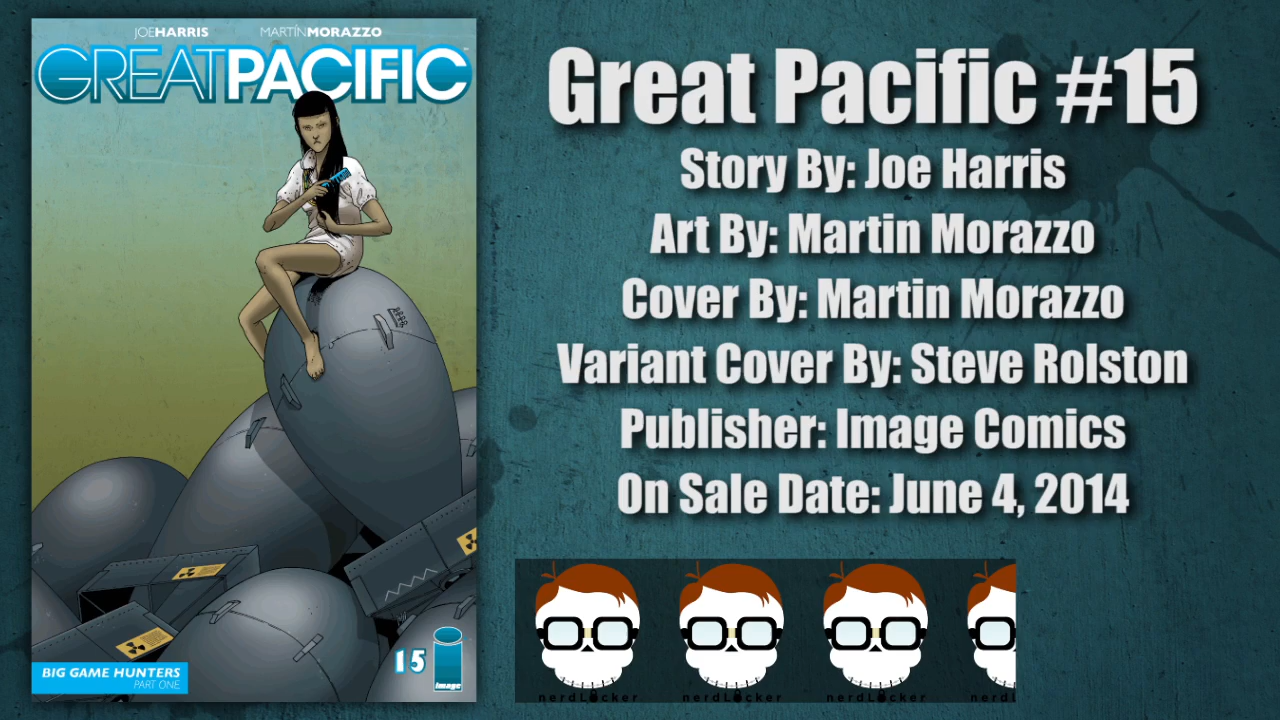 JOEHARRIS MARTÍNMORAZZO
GREATPACIFIC
15
image
BIG GAME HUNTERS
PART ONE
Great Pacific #15
Story By: Joe Harris
Art By: Martin Morazzo
Cover By: Martin Morazzo
Variant Cover By: Steve Rolston
Publisher: Image Comics
On Sale Date: June 4, 2014
nerdLocker nerdLocker nerdLocker nerdL